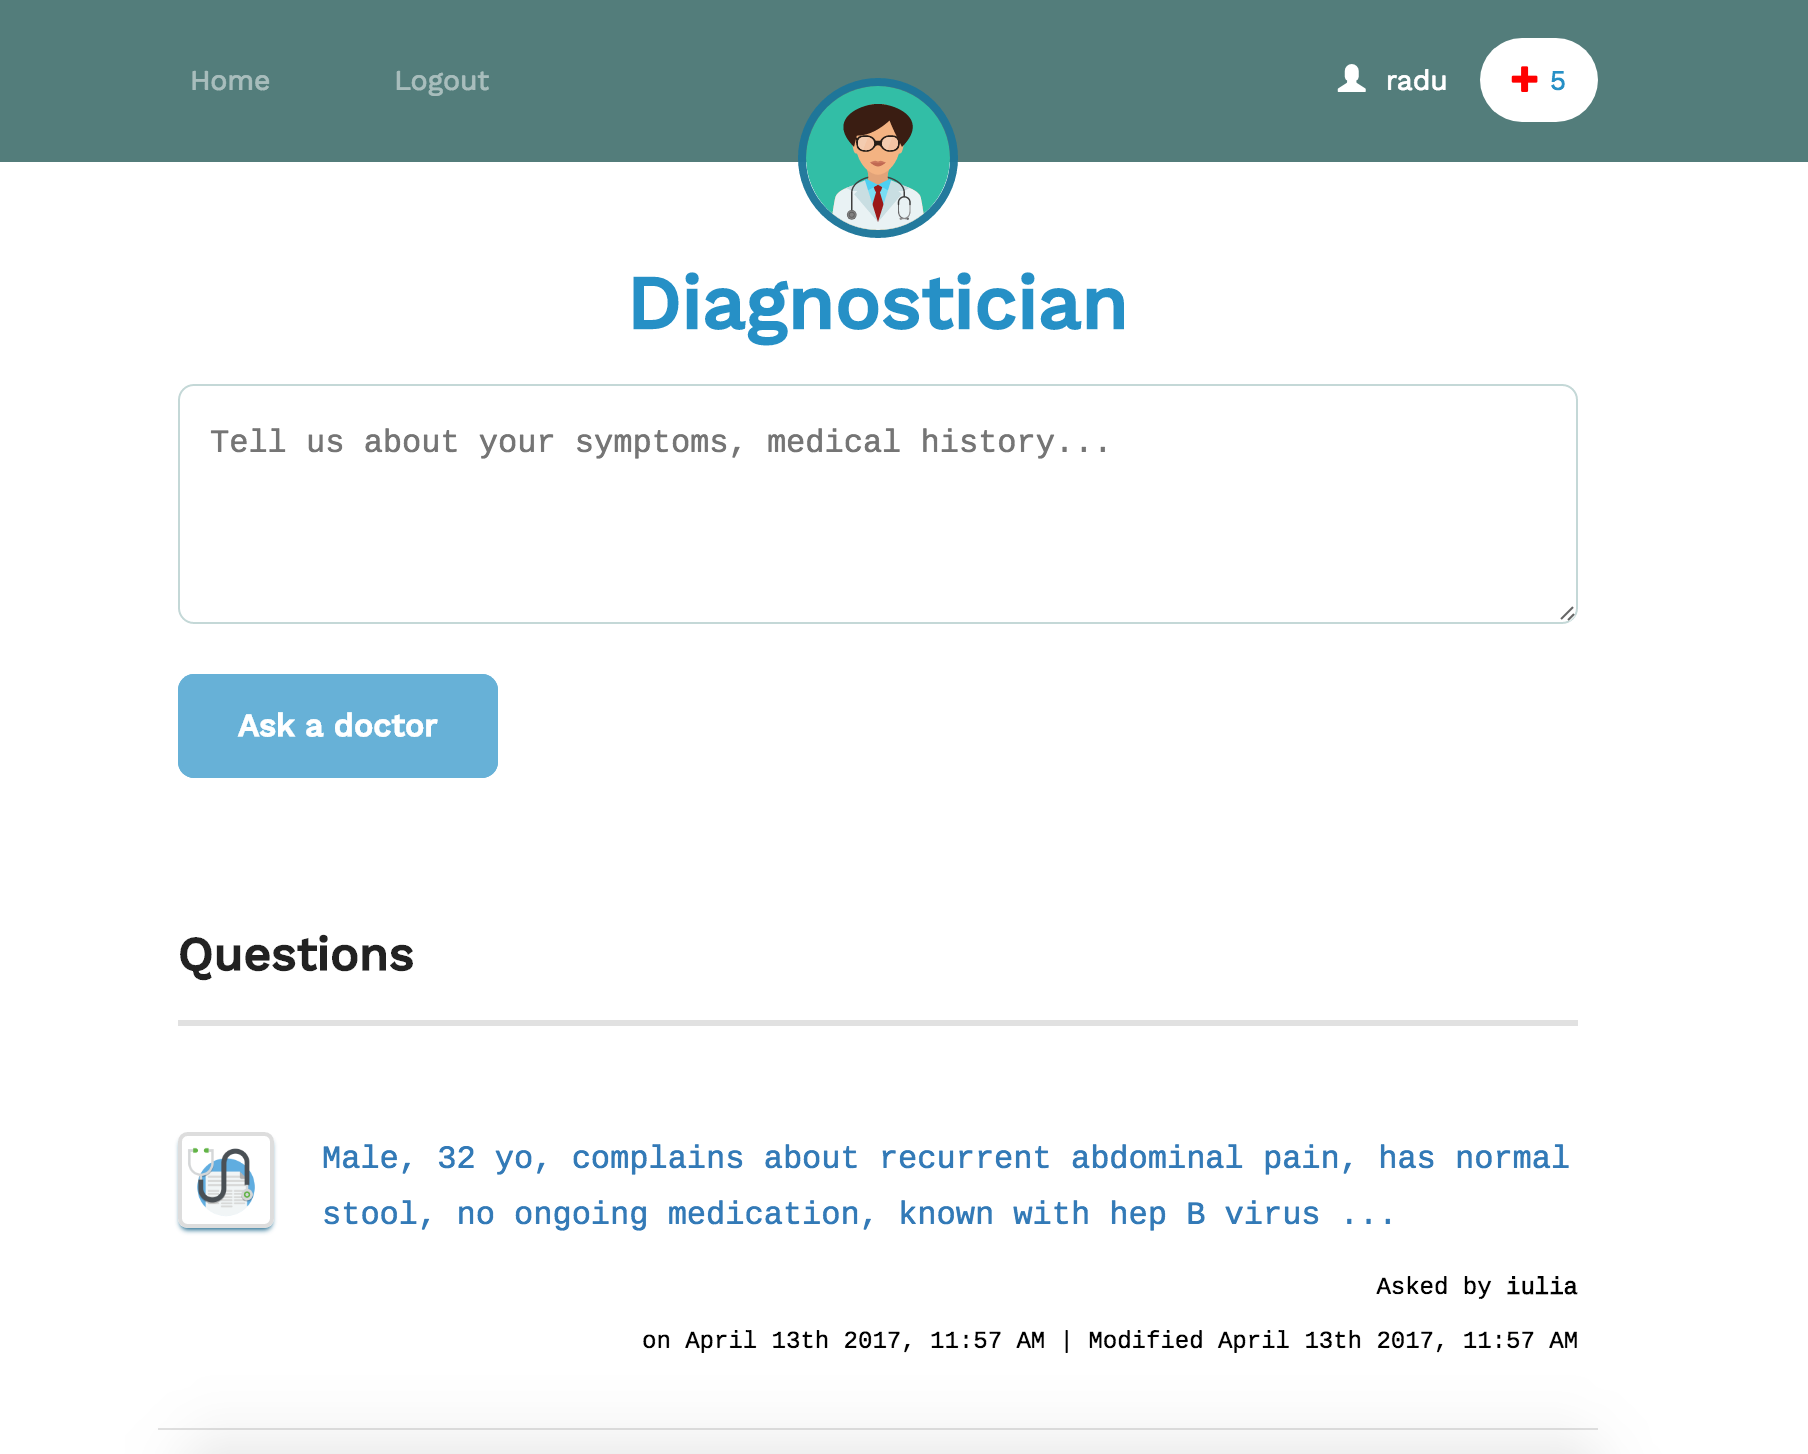 Home
Logout
radu
5
Diagnostician
Tell us about your symptoms, medical history...
Ask a doctor
Questions
Male, 32 yo, complains about recurrent abdominal pain, has normal
stool, no ongoing medication, known with hep B virus ...
Asked by iulia
on April 13th 2017, 11:57 AM | Modified April 13th 2017, 11:57 AM